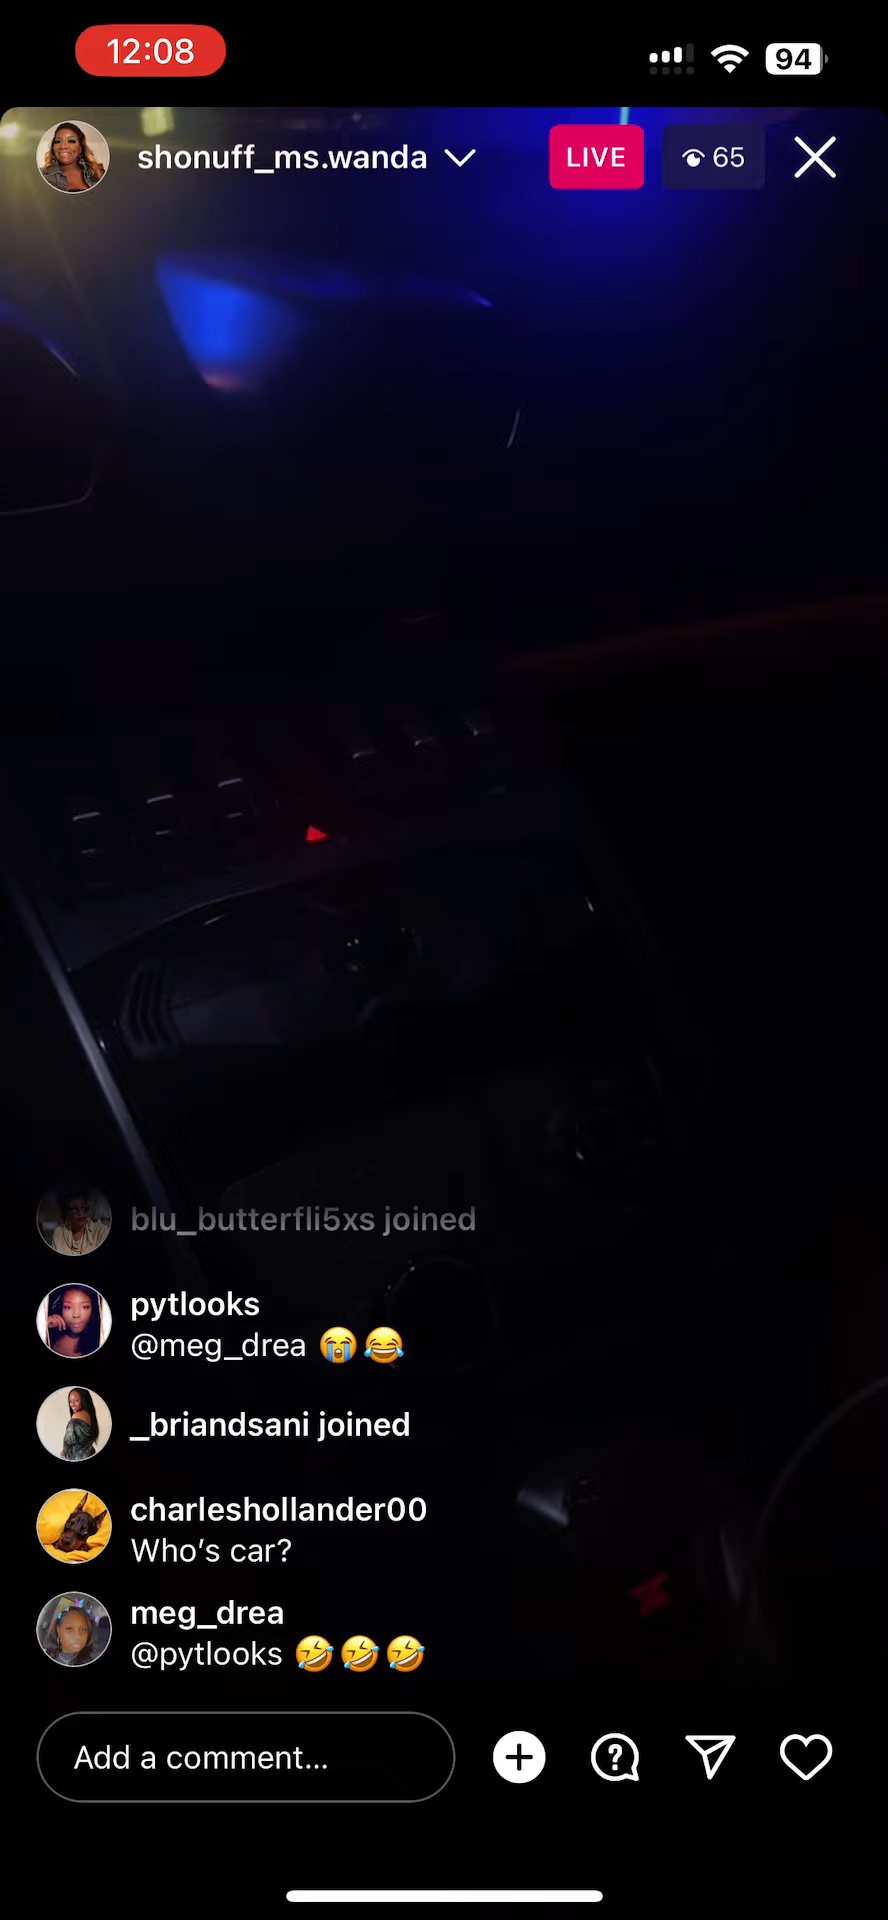 12:08
94
shonuff_ms.wanda
LIVE
65
blu_butterfli5xs joined
pytlooks
@meg_drea 😭😂
_briandsani joined
charleshollander00
Who's car?
meg_drea
@pytlooks 🤣🤣🤣
Add a comment...